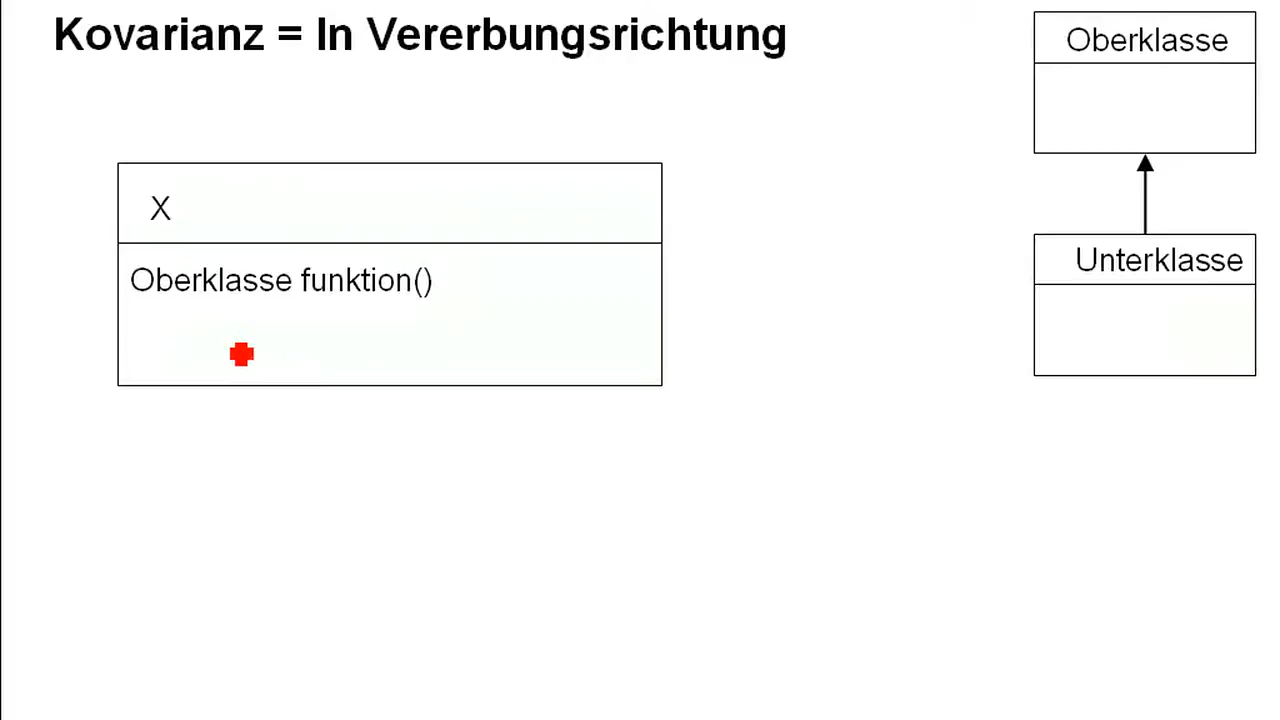 Kovarianz = In Vererbungsrichtung
Oberklasse
X
Oberklasse funktion()
Unterklasse